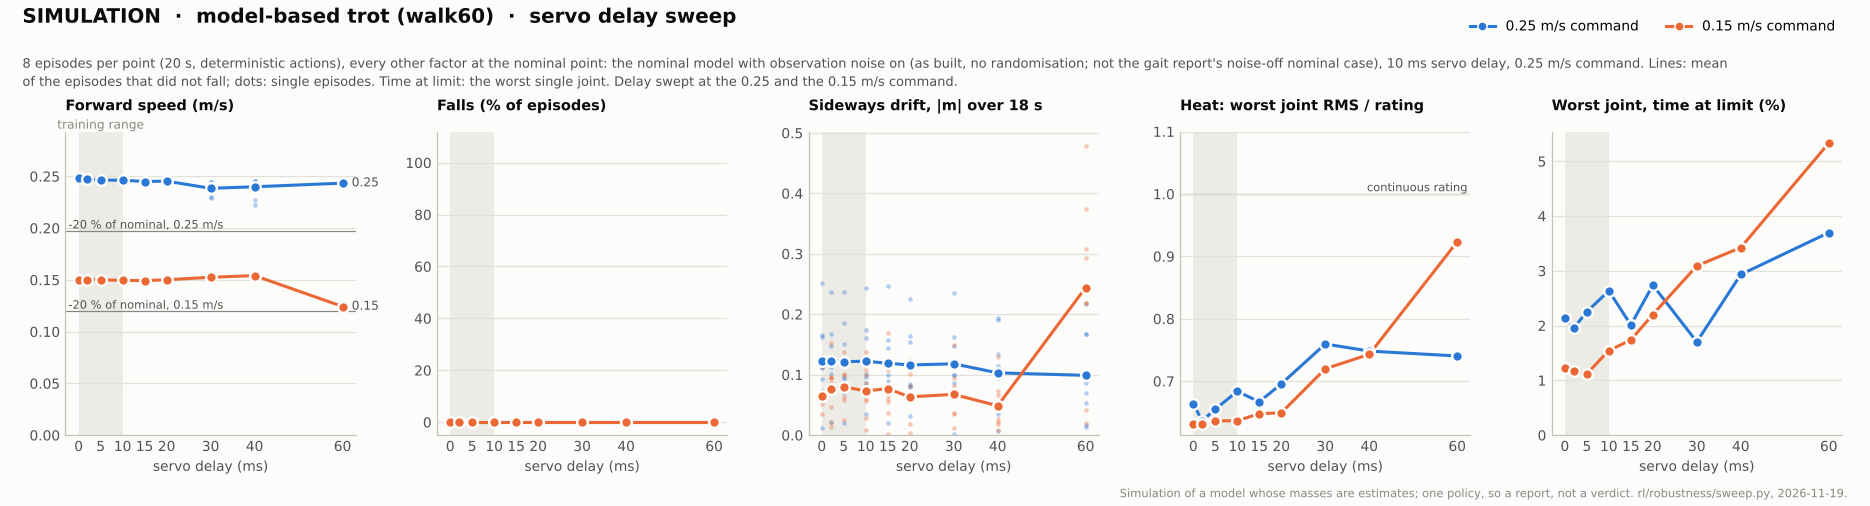 SIMULATION · model-based trot (walk60) · servo delay sweep
0.25 m/s command
0.15 m/s command
8 episodes per point (20 s, deterministic actions), every other factor at the nominal point: the nominal model with observation noise on (as built, no randomisation; not the gait report's noise-off nominal case), 10 ms servo delay, 0.25 m/s command. Lines: mean
of the episodes that did not fall; dots: single episodes. Time at limit: the worst single joint. Delay swept at the 0.25 and the 0.15 m/s command.
Forward speed (m/s)
training range
0.25
0.20
0.15
0.10
0.05
0.00
-20 % of nominal, 0.25 m/s
-20 % of nominal, 0.15 m/s
0.25
0.15
0 5 10 15 20 30 40 60
servo delay (ms)
Falls (% of episodes)
100
80
60
40
20
0
0 5 10 15 20 30 40 60
servo delay (ms)
Sideways drift, |m| over 18 s
0.5
0.4
0.3
0.2
0.1
0.0
0 5 10 15 20 30 40 60
servo delay (ms)
Heat: worst joint RMS / rating
1.1
1.0
0.9
0.8
0.7
continuous rating
0 5 10 15 20 30 40 60
servo delay (ms)
Worst joint, time at limit (%)
5
4
3
2
1
0
0 5 10 15 20 30 40 60
servo delay (ms)
Simulation of a model whose masses are estimates; one policy, so a report, not a verdict. rl/robustness/sweep.py, 2026-11-19.